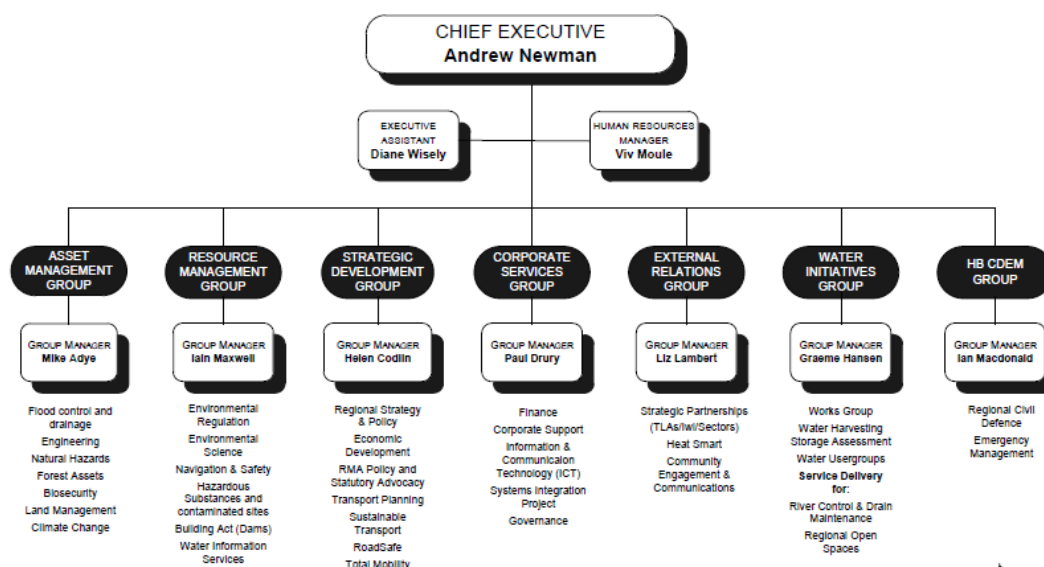 CHIEF EXECUTIVE
Andrew Newman
EXECUTIVE
ASSISTANT
Diane Wisely
HUMAN RESOURCES
MANAGER
Viv Moule
ASSET
MANAGEMENT
GROUP
GROUP MANAGER
Mike Adye
Flood control and
drainage
Engineering
Natural Hazards
Forest Assets
Biosecurity
Land Management
Climate Change
RESOURCE
MANAGEMENT
GROUP
GROUP MANAGER
Iain Maxwell
Environmental
Regulation
Environmental
Science
Navigation & Safety
Hazardous
Substances and
contaminated sites
Building Act (Dams)
Water Information
Services
STRATEGIC
DEVELOPMENT
GROUP
GROUP MANAGER
Helen Codlin
Regional Strategy
& Policy
Economic
Development
RMA Policy and
Statutory Advocacy
Transport Planning
Sustainable
Transport
RoadSafe
Total Mobility
CORPORATE
SERVICES
GROUP
GROUP MANAGER
Paul Drury
Finance
Corporate Support
Information &
Communicaion
Technology (ICT)
Systems Integration
Project
Governance
EXTERNAL
RELATIONS
GROUP
GROUP MANAGER
Liz Lambert
Strategic Partnerships
(TLAs/Iwi/Sectors)
Heat Smart
Community
Engagement &
Communications
WATER
INITIATIVES
GROUP
GROUP MANAGER
Graeme Hansen
Works Group
Water Harvesting
Storage Assessment
Water Usergroups
Service Delivery
for:
River Control & Drain
Maintenance
Regional Open
Spaces
HB CDEM
GROUP
GROUP MANAGER
Ian Macdonald
Regional Civil
Defence
Emergency
Management